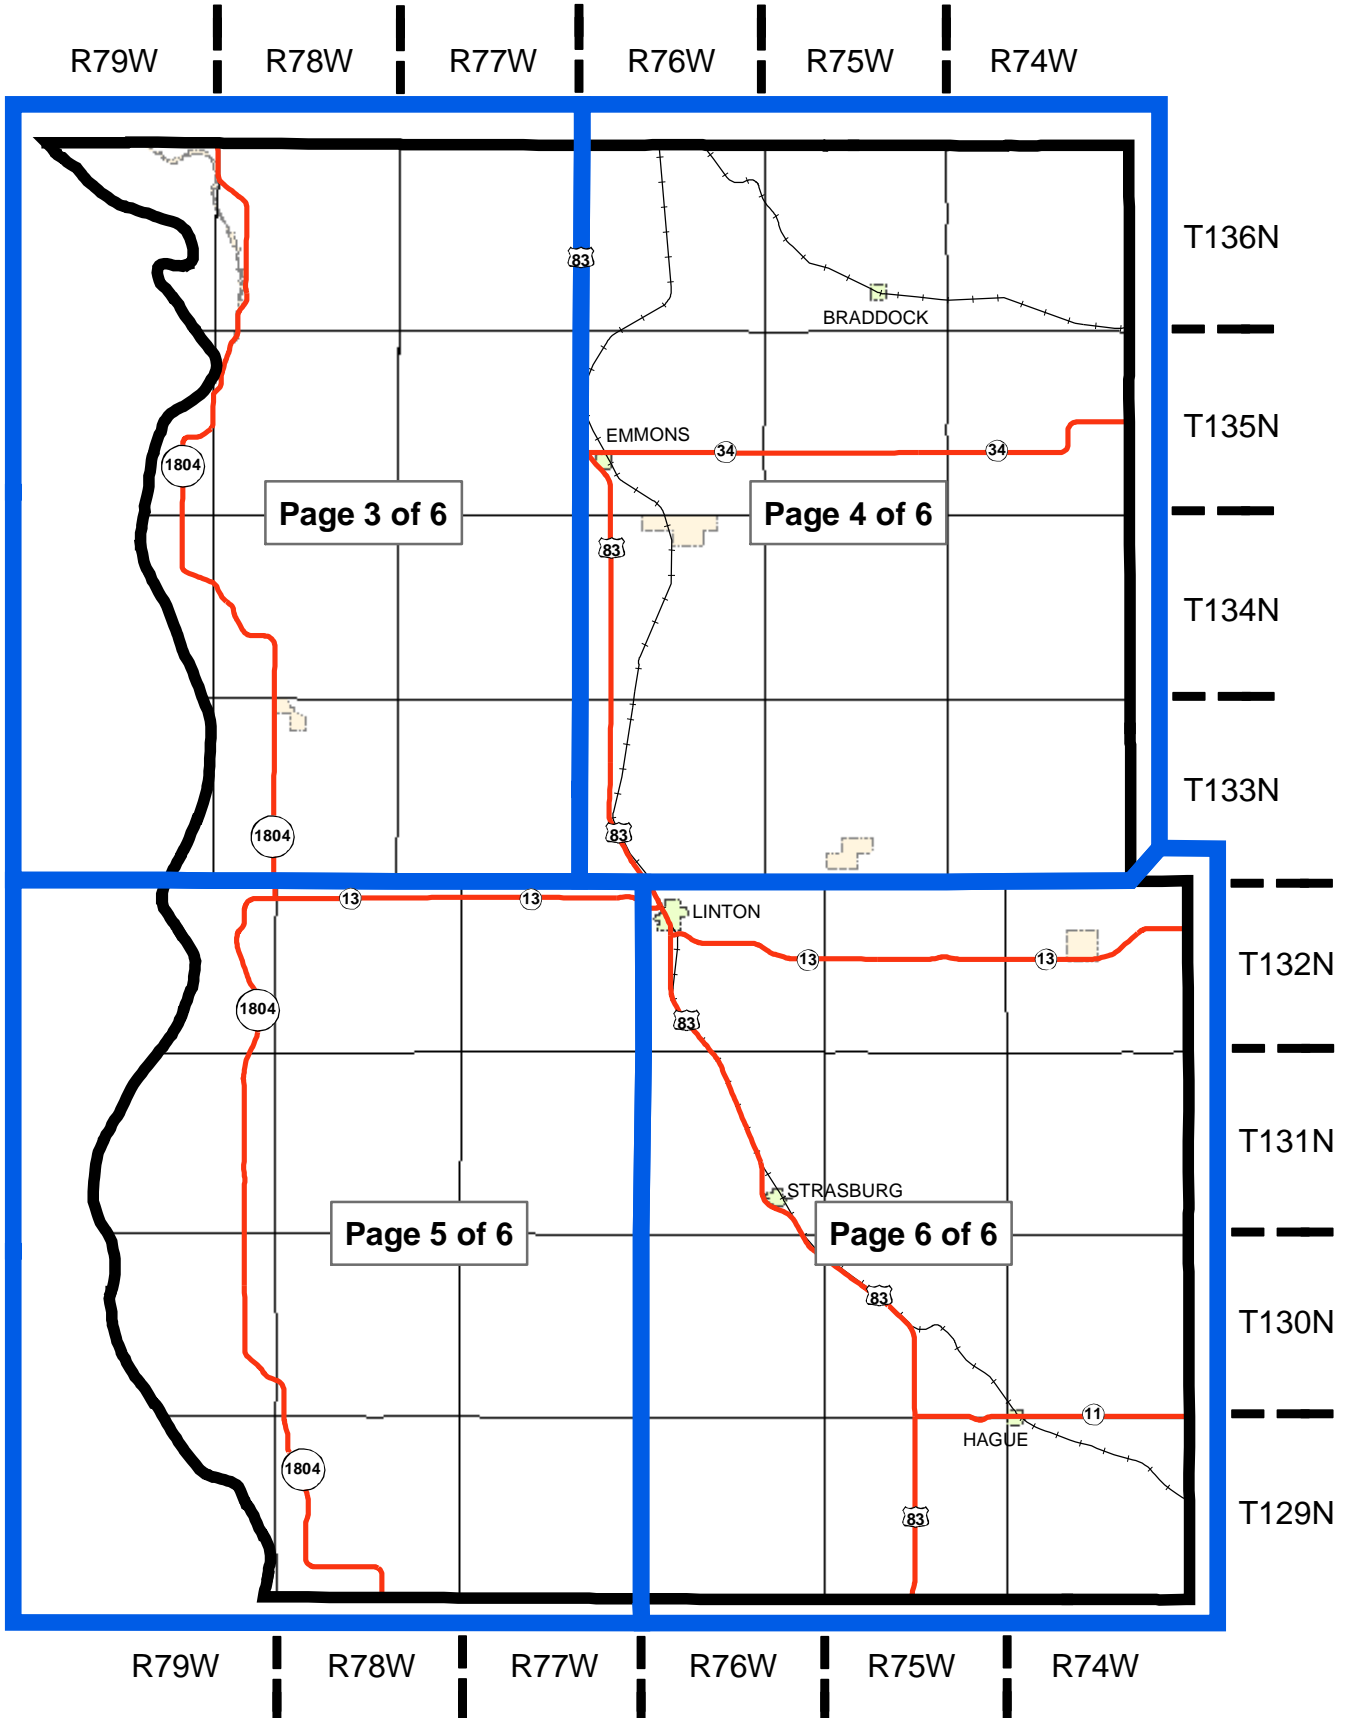 R79W R78W R77W R76W R75W R74W
T136N
83
BRADDOCK
T135N
EMMONS
34 34
1804
Page 3 of 6 Page 4 of 6
83
T134N
T133N
1804 83
13 13
LINTON
13 13
T132N
1804
83
T131N
STRASBURG
Page 5 of 6 Page 6 of 6
83
T130N
11
HAGUE
1804
83
T129N
R79W R78W R77W R76W R75W R74W